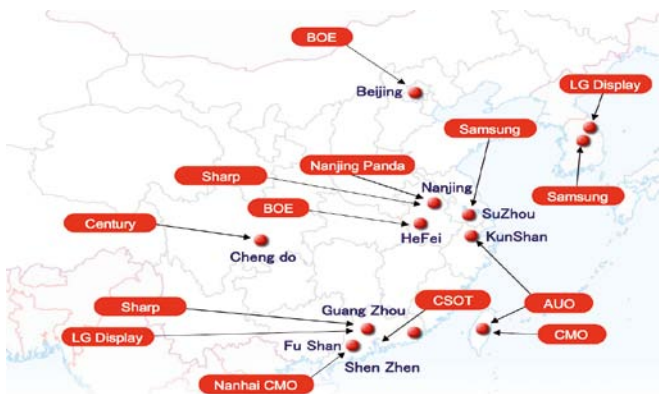 BOE
Beijing
LG Display
Samsung
Nanjing Panda
Sharp
Nanjing
Samsung
BOE
SuZhou
Century
HeFei
KunShan
Cheng do
Sharp
Guang Zhou
CSOT
AUO
LG Display
Fu Shan
CMO
Shen Zhen
Nanhai CMO